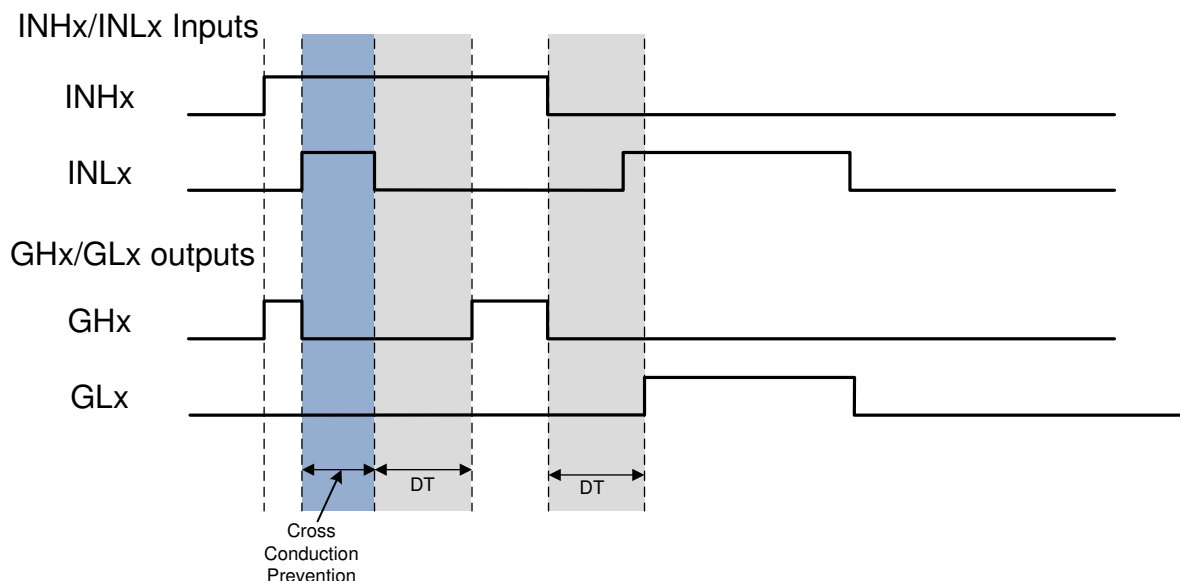 INHx/INLx Inputs
INHx
INLx
GHx/GLx outputs
GHx
GLx
DT
DT
Cross
Conduction
Prevention